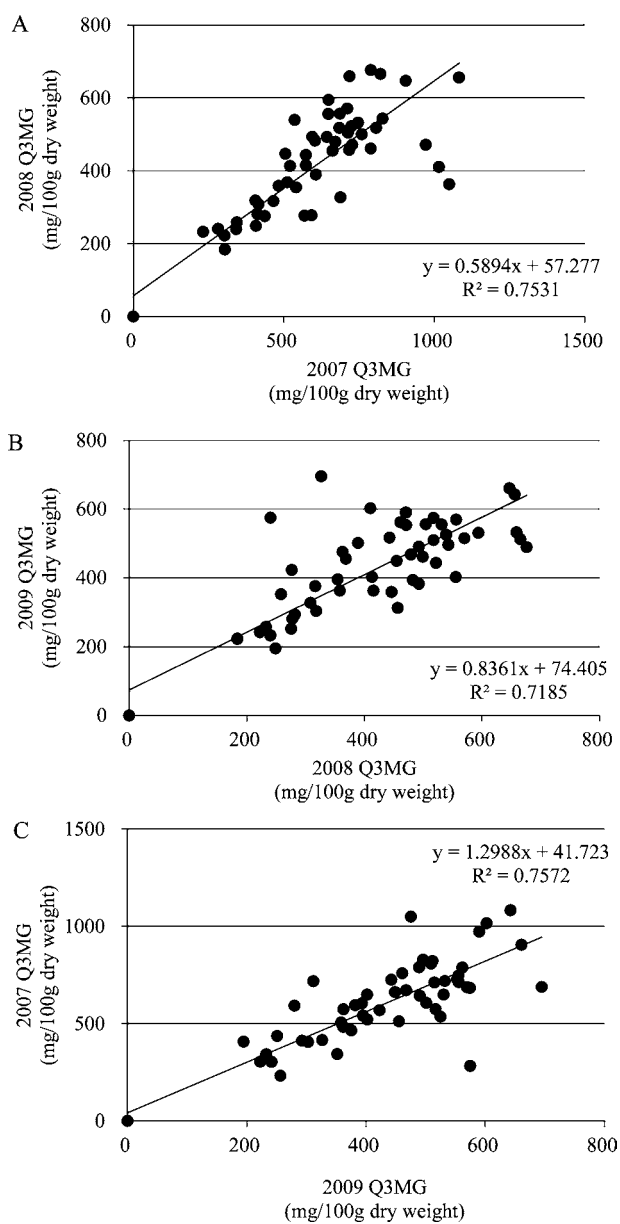 A
800
600
400
200
0
2008 Q3MG
(mg/100g dry weight)
y = 0.5894x + 57.277
R² = 0.7531
0
500
1000
1500
2007 Q3MG
(mg/100g dry weight)
B
800
600
400
200
0
2009 Q3MG
(mg/100g dry weight)
y = 0.8361x + 74.405
R² = 0.7185
0
200
400
600
800
2008 Q3MG
(mg/100g dry weight)
C
1500
1000
500
0
2007 Q3MG
(mg/100g dry weight)
y = 1.2988x + 41.723
R² = 0.7572
0
200
400
600
800
2009 Q3MG
(mg/100g dry weight)